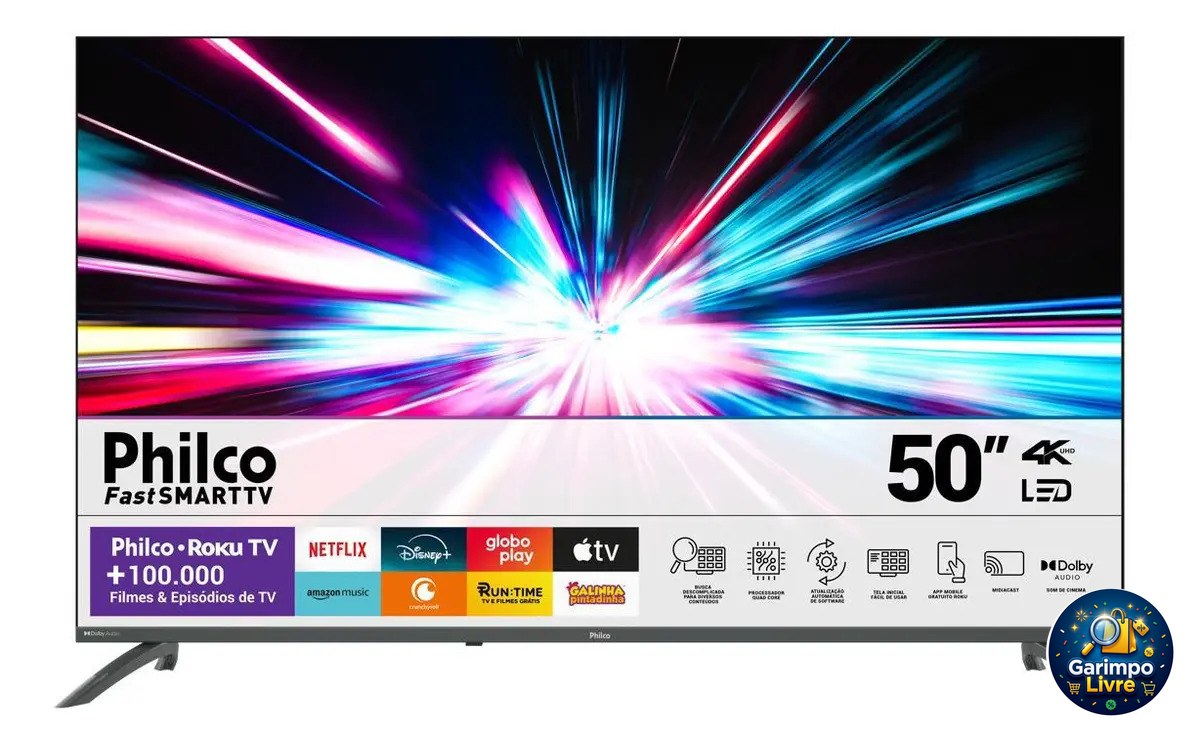 Philco
Fast SMART TV
50"
4K UHD
LED
Philco • Roku TV
+100.000
Filmes & Episódios de TV
NETFLIX
Disney+
globo
play
tv
amazon music
crunchyroll
RUN:TIME
TV E FILMES GRÁTIS
GALINHA
pintadinha
BUSCA
DESCOMPLICADA
PARA DIVERSOS
CONTEÚDOS
PROCESSADOR
QUAD CORE
ATUALIZAÇÃO
AUTOMÁTICA
DE SOFTWARE
TELA INICIAL
FÁCIL DE USAR
APP MOBILE
GRATUITO ROKU
MIDIACAST
Dolby
AUDIO
SOM DE CINEMA
Dolby Audio
Philco
Garimpo
Livre